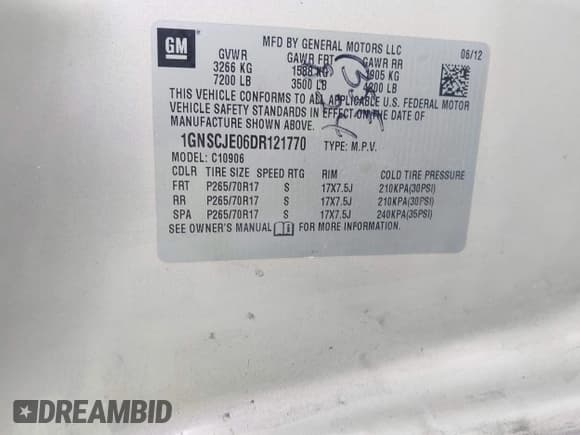 GM
MFD BY GENERAL MOTORS LLC 06/12
GVWR GAWR FRT GAWR RR
3266 KG 1588 KG 1905 KG
7200 LB 3500 LB 4200 LB
THIS VEHICLE CONFORMS TO ALL APPLICABLE U.S. FEDERAL MOTOR
VEHICLE SAFETY STANDARDS IN EFFECT ON THE DATE OF
MANUFACTURE SHOWN ABOVE.
1GNSCJE06DR121770 TYPE: M.P.V.
MODEL: C10906
CDLR TIRE SIZE SPEED RTG RIM COLD TIRE PRESSURE
FRT P265/70R17 S 17X7.5J 210KPA(30PSI)
RR P265/70R17 S 17X7.5J 210KPA(30PSI)
SPA P265/70R17 S 17X7.5J 240KPA(35PSI)
SEE OWNER'S MANUAL FOR MORE INFORMATION.
DREAMBID